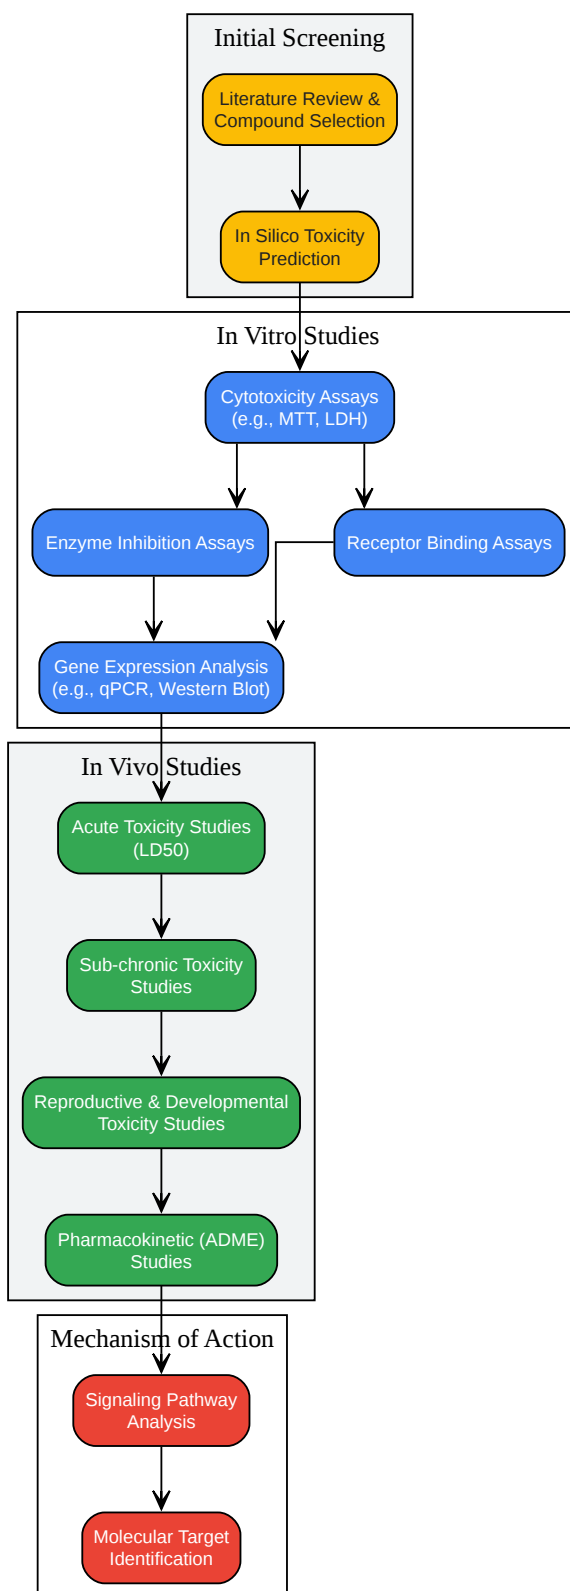 Initial Screening
Literature Review &
Compound Selection
In Silico Toxicity
Prediction
In Vitro Studies
Cytotoxicity Assays
(e.g., MTT, LDH)
Enzyme Inhibition Assays
Receptor Binding Assays
Gene Expression Analysis
(e.g., qPCR, Western Blot)
In Vivo Studies
Acute Toxicity Studies
(LD50)
Sub-chronic Toxicity
Studies
Reproductive & Developmental
Toxicity Studies
Pharmacokinetic (ADME)
Studies
Mechanism of Action
Signaling Pathway
Analysis
Molecular Target
Identification